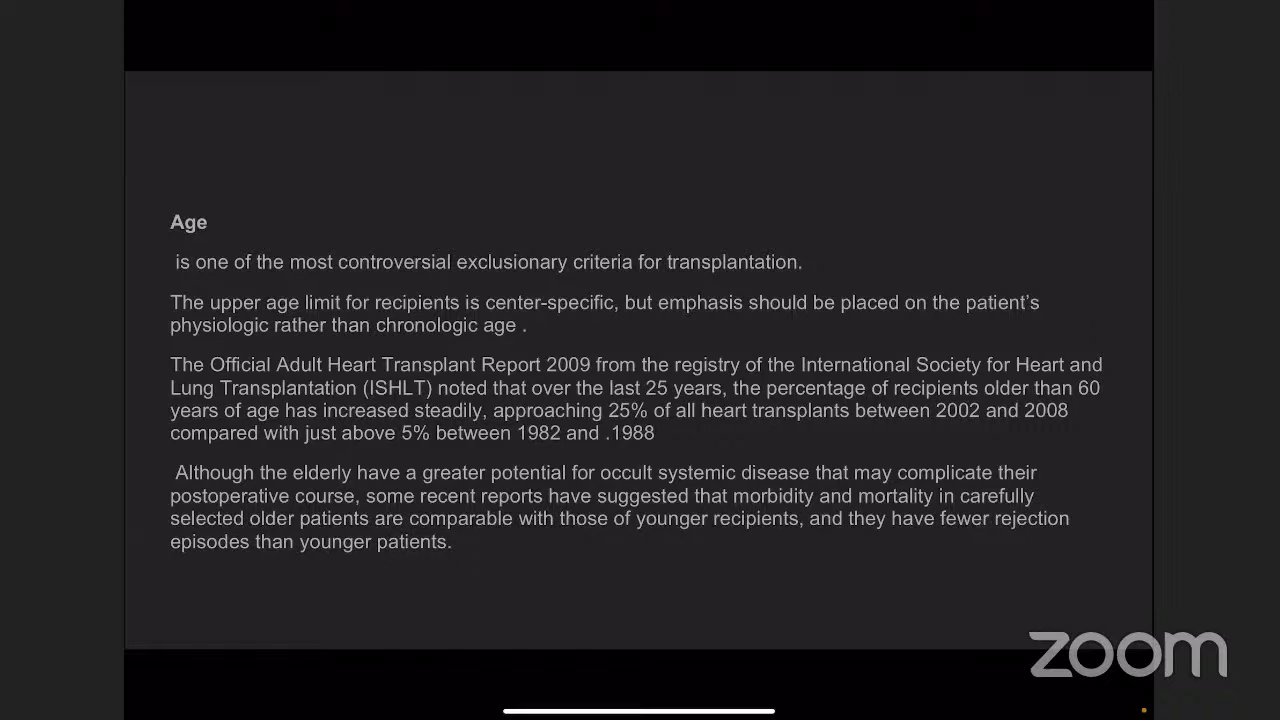 Age
is one of the most controversial exclusionary criteria for transplantation.
The upper age limit for recipients is center-specific, but emphasis should be placed on the patient’s
physiologic rather than chronologic age .
The Official Adult Heart Transplant Report 2009 from the registry of the International Society for Heart and
Lung Transplantation (ISHLT) noted that over the last 25 years, the percentage of recipients older than 60
years of age has increased steadily, approaching 25% of all heart transplants between 2002 and 2008
compared with just above 5% between 1982 and .1988
Although the elderly have a greater potential for occult systemic disease that may complicate their
postoperative course, some recent reports have suggested that morbidity and mortality in carefully
selected older patients are comparable with those of younger recipients, and they have fewer rejection
episodes than younger patients.
zoom